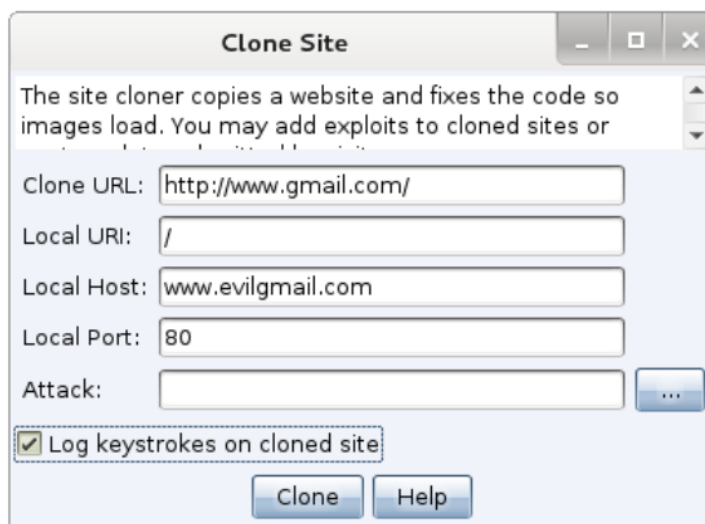 Clone Site
The site cloner copies a website and fixes the code so
images load. You may add exploits to cloned sites or
Clone URL: http://www.gmail.com/
Local URI: /
Local Host: www.evilgmail.com
Local Port: 80
Attack: ...
Log keystrokes on cloned site
Clone Help